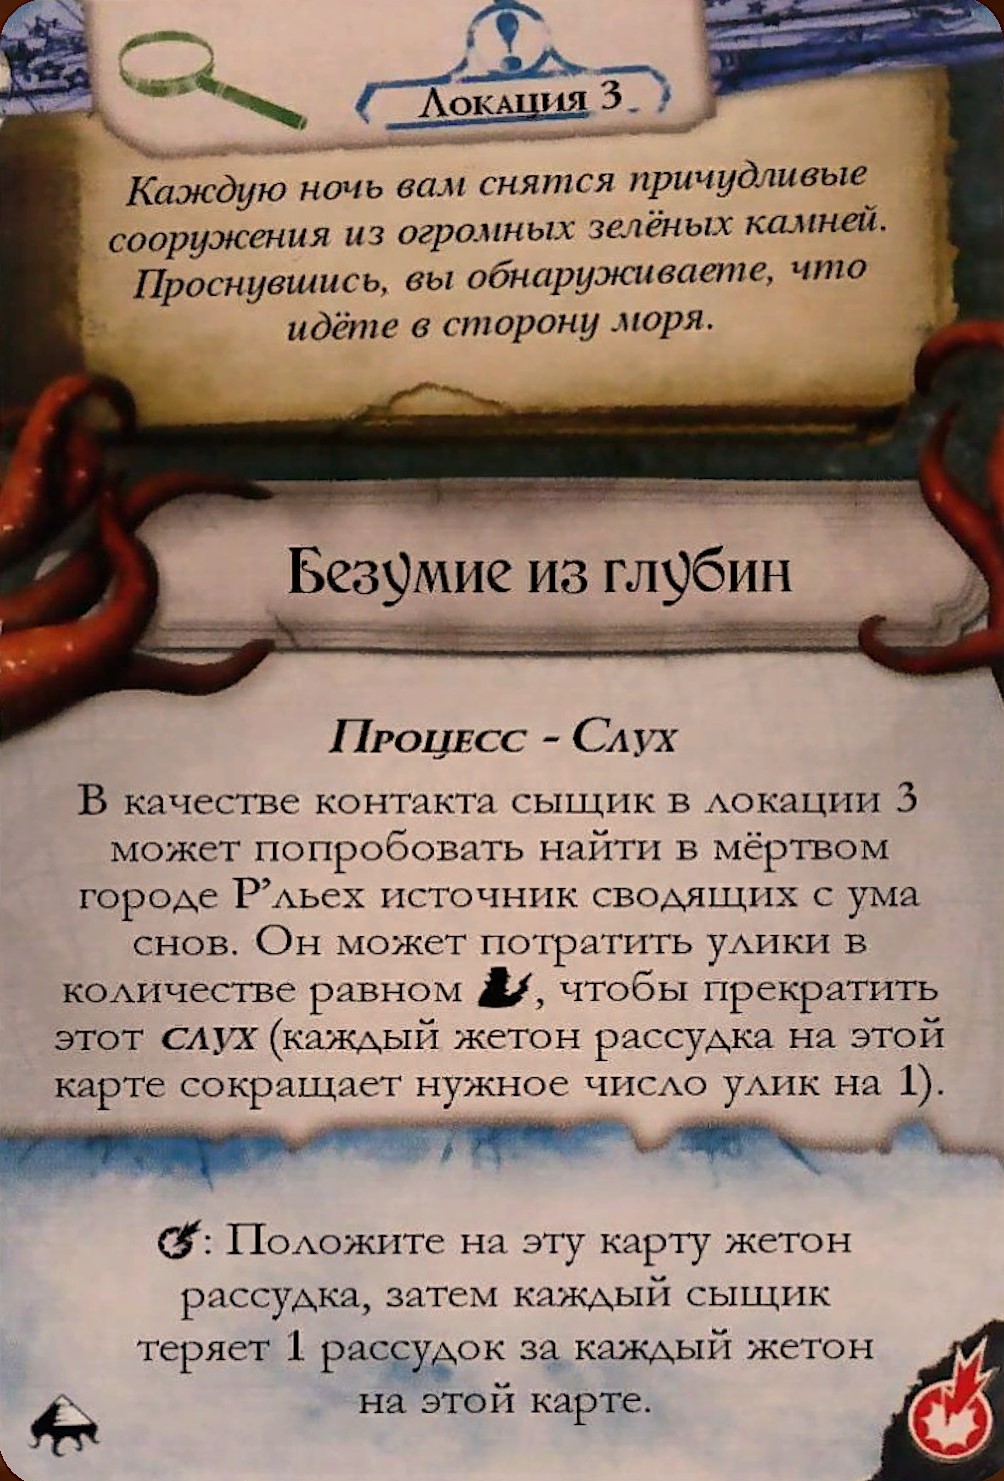 Локация 3
Каждую ночь вам снятся причудливые
сооружения из огромных зелёных камней.
Проснувшись, вы обнаруживаете, что
идёте в сторону моря.
Безумие из глубин
Процесс - Слух
В качестве контакта сыщик в локации 3
может попробовать найти в мёртвом
городе Р’льех источник сводящих с ума
снов. Он может потратить улики в
количестве равном , чтобы прекратить
этот слух (каждый жетон рассудка на этой
карте сокращает нужное число улик на 1).
: Положите на эту карту жетон
рассудка, затем каждый сыщик
теряет 1 рассудок за каждый жетон
на этой карте.